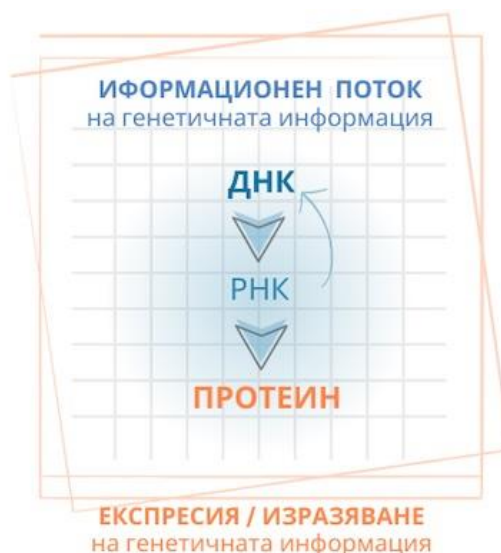 ИФОРМАЦИОНЕН ПОТОК
на генетичната информация
ДНК
РНК
ПРОТЕИН
ЕКСПРЕСИЯ / ИЗРАЗЯВАНЕ
на генетичната информация